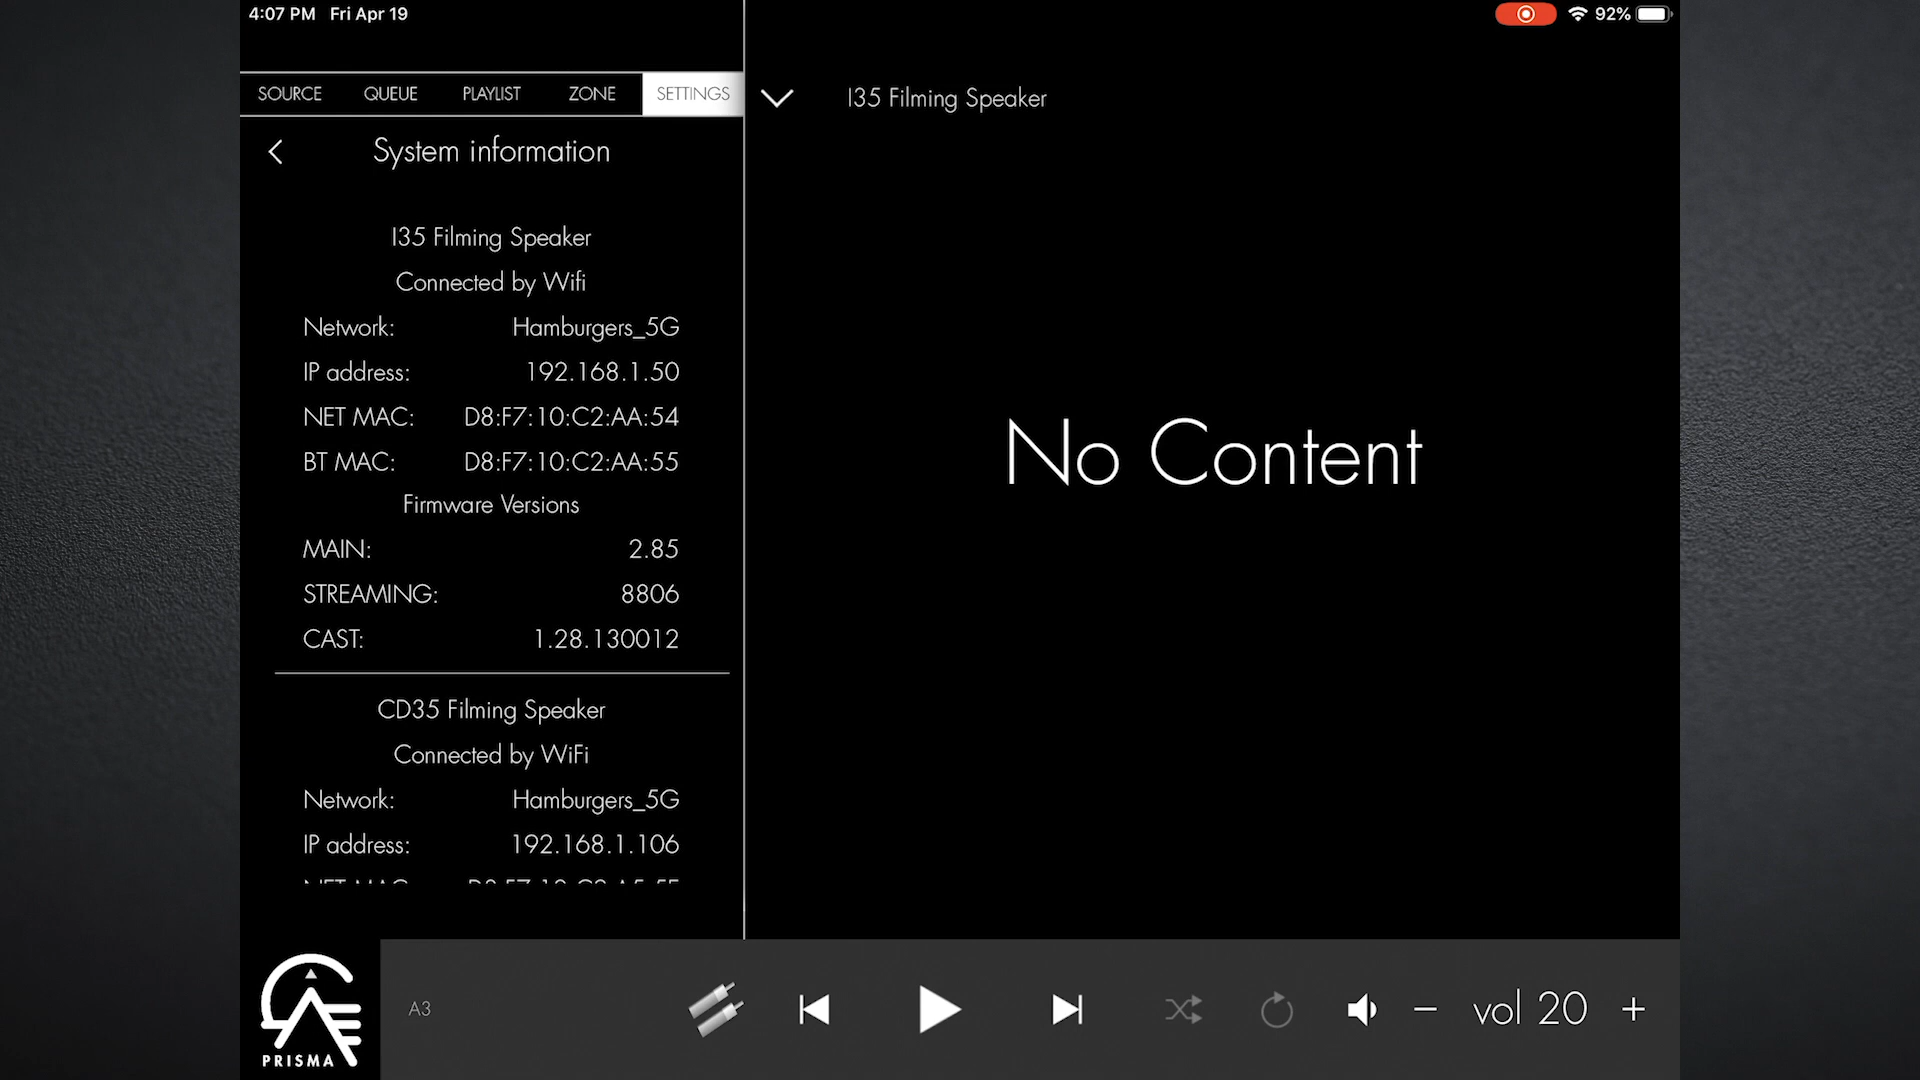 4:07 PM Fri Apr 19
92%
SOURCE QUEUE PLAYLIST ZONE SETTINGS
I35 Filming Speaker
System information
I35 Filming Speaker
Connected by Wifi
Network: Hamburgers_5G
IP address: 192.168.1.50
NET MAC: D8:F7:10:C2:AA:54
BT MAC: D8:F7:10:C2:AA:55
Firmware Versions
MAIN: 2.85
STREAMING: 8806
CAST: 1.28.130012
CD35 Filming Speaker
Connected by WiFi
Network: Hamburgers_5G
IP address: 192.168.1.106
NET MAC:
No Content
PRISMA
A3
vol 20